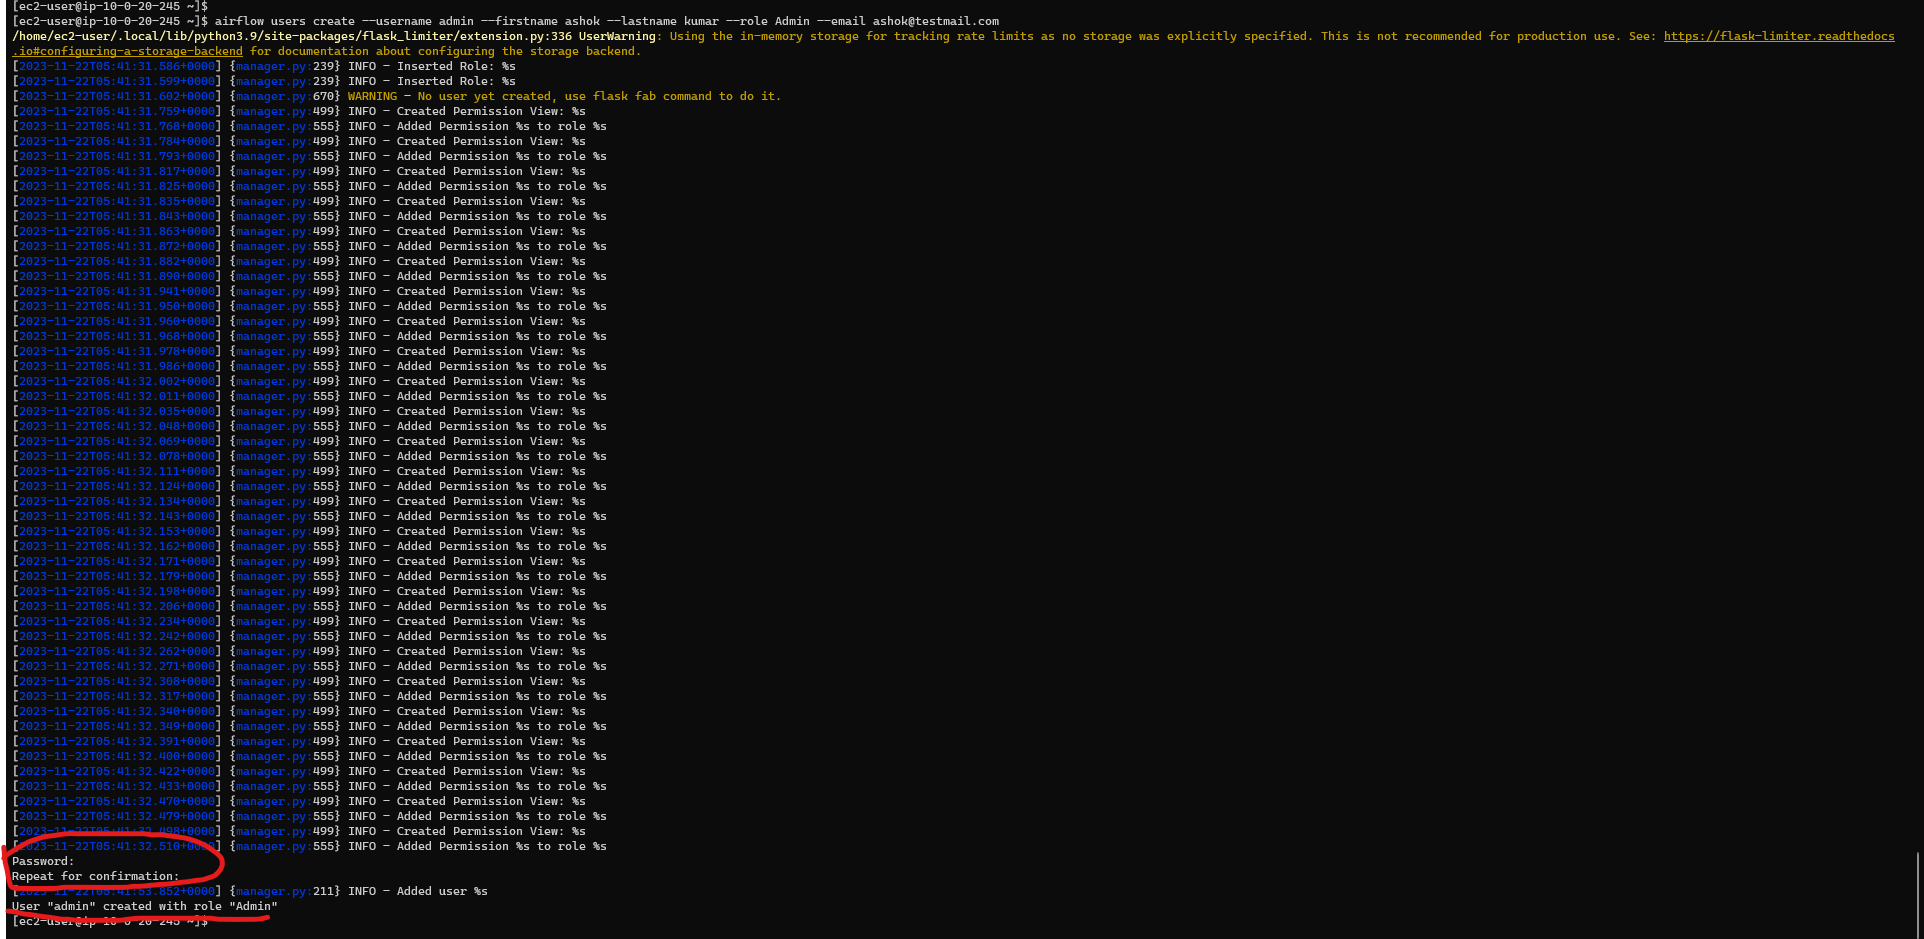 [ec2-user@ip-10-0-20-245 ~]$
[ec2-user@ip-10-0-20-245 ~]$ airflow users create --username admin --firstname ashok --lastname kumar --role Admin --email ashok@testmail.com
/home/ec2-user/.local/lib/python3.9/site-packages/flask_limiter/extension.py:336 UserWarning: Using the in-memory storage for tracking rate limits as no storage was explicitly specified. This is not recommended for production use. See: https://flask-limiter.readthedocs
.io#configuring-a-storage-backend for documentation about configuring the storage backend.
[2023-11-22T05:41:31.586+0000] {manager.py:239} INFO - Inserted Role: %s
[2023-11-22T05:41:31.599+0000] {manager.py:239} INFO - Inserted Role: %s
[2023-11-22T05:41:31.602+0000] {manager.py:670} WARNING - No user yet created, use flask fab command to do it.
[2023-11-22T05:41:31.759+0000] {manager.py:499} INFO - Created Permission View: %s
[2023-11-22T05:41:31.768+0000] {manager.py:555} INFO - Added Permission %s to role %s
[2023-11-22T05:41:31.784+0000] {manager.py:499} INFO - Created Permission View: %s
[2023-11-22T05:41:31.793+0000] {manager.py:555} INFO - Added Permission %s to role %s
[2023-11-22T05:41:31.817+0000] {manager.py:499} INFO - Created Permission View: %s
[2023-11-22T05:41:31.825+0000] {manager.py:555} INFO - Added Permission %s to role %s
[2023-11-22T05:41:31.835+0000] {manager.py:499} INFO - Created Permission View: %s
[2023-11-22T05:41:31.843+0000] {manager.py:555} INFO - Added Permission %s to role %s
[2023-11-22T05:41:31.863+0000] {manager.py:499} INFO - Created Permission View: %s
[2023-11-22T05:41:31.872+0000] {manager.py:555} INFO - Added Permission %s to role %s
[2023-11-22T05:41:31.882+0000] {manager.py:499} INFO - Created Permission View: %s
[2023-11-22T05:41:31.890+0000] {manager.py:555} INFO - Added Permission %s to role %s
[2023-11-22T05:41:31.941+0000] {manager.py:499} INFO - Created Permission View: %s
[2023-11-22T05:41:31.950+0000] {manager.py:555} INFO - Added Permission %s to role %s
[2023-11-22T05:41:31.960+0000] {manager.py:499} INFO - Created Permission View: %s
[2023-11-22T05:41:31.968+0000] {manager.py:555} INFO - Added Permission %s to role %s
[2023-11-22T05:41:31.978+0000] {manager.py:499} INFO - Created Permission View: %s
[2023-11-22T05:41:31.986+0000] {manager.py:555} INFO - Added Permission %s to role %s
[2023-11-22T05:41:32.002+0000] {manager.py:499} INFO - Created Permission View: %s
[2023-11-22T05:41:32.011+0000] {manager.py:555} INFO - Added Permission %s to role %s
[2023-11-22T05:41:32.035+0000] {manager.py:499} INFO - Created Permission View: %s
[2023-11-22T05:41:32.048+0000] {manager.py:555} INFO - Added Permission %s to role %s
[2023-11-22T05:41:32.069+0000] {manager.py:499} INFO - Created Permission View: %s
[2023-11-22T05:41:32.078+0000] {manager.py:555} INFO - Added Permission %s to role %s
[2023-11-22T05:41:32.111+0000] {manager.py:499} INFO - Created Permission View: %s
[2023-11-22T05:41:32.124+0000] {manager.py:555} INFO - Added Permission %s to role %s
[2023-11-22T05:41:32.134+0000] {manager.py:499} INFO - Created Permission View: %s
[2023-11-22T05:41:32.143+0000] {manager.py:555} INFO - Added Permission %s to role %s
[2023-11-22T05:41:32.153+0000] {manager.py:499} INFO - Created Permission View: %s
[2023-11-22T05:41:32.162+0000] {manager.py:555} INFO - Added Permission %s to role %s
[2023-11-22T05:41:32.171+0000] {manager.py:499} INFO - Created Permission View: %s
[2023-11-22T05:41:32.179+0000] {manager.py:555} INFO - Added Permission %s to role %s
[2023-11-22T05:41:32.198+0000] {manager.py:499} INFO - Created Permission View: %s
[2023-11-22T05:41:32.206+0000] {manager.py:555} INFO - Added Permission %s to role %s
[2023-11-22T05:41:32.234+0000] {manager.py:499} INFO - Created Permission View: %s
[2023-11-22T05:41:32.242+0000] {manager.py:555} INFO - Added Permission %s to role %s
[2023-11-22T05:41:32.262+0000] {manager.py:499} INFO - Created Permission View: %s
[2023-11-22T05:41:32.271+0000] {manager.py:555} INFO - Added Permission %s to role %s
[2023-11-22T05:41:32.308+0000] {manager.py:499} INFO - Created Permission View: %s
[2023-11-22T05:41:32.317+0000] {manager.py:555} INFO - Added Permission %s to role %s
[2023-11-22T05:41:32.340+0000] {manager.py:499} INFO - Created Permission View: %s
[2023-11-22T05:41:32.349+0000] {manager.py:555} INFO - Added Permission %s to role %s
[2023-11-22T05:41:32.391+0000] {manager.py:499} INFO - Created Permission View: %s
[2023-11-22T05:41:32.400+0000] {manager.py:555} INFO - Added Permission %s to role %s
[2023-11-22T05:41:32.422+0000] {manager.py:499} INFO - Created Permission View: %s
[2023-11-22T05:41:32.433+0000] {manager.py:555} INFO - Added Permission %s to role %s
[2023-11-22T05:41:32.470+0000] {manager.py:499} INFO - Created Permission View: %s
[2023-11-22T05:41:32.479+0000] {manager.py:555} INFO - Added Permission %s to role %s
[2023-11-22T05:41:32.498+0000] {manager.py:499} INFO - Created Permission View: %s
[2023-11-22T05:41:32.510+0000] {manager.py:555} INFO - Added Permission %s to role %s
Password:
Repeat for confirmation:
[2023-11-22T05:41:53.852+0000] {manager.py:211} INFO - Added user %s
User "admin" created with role "Admin"
[ec2-user@ip-10-0-20-245 ~]$